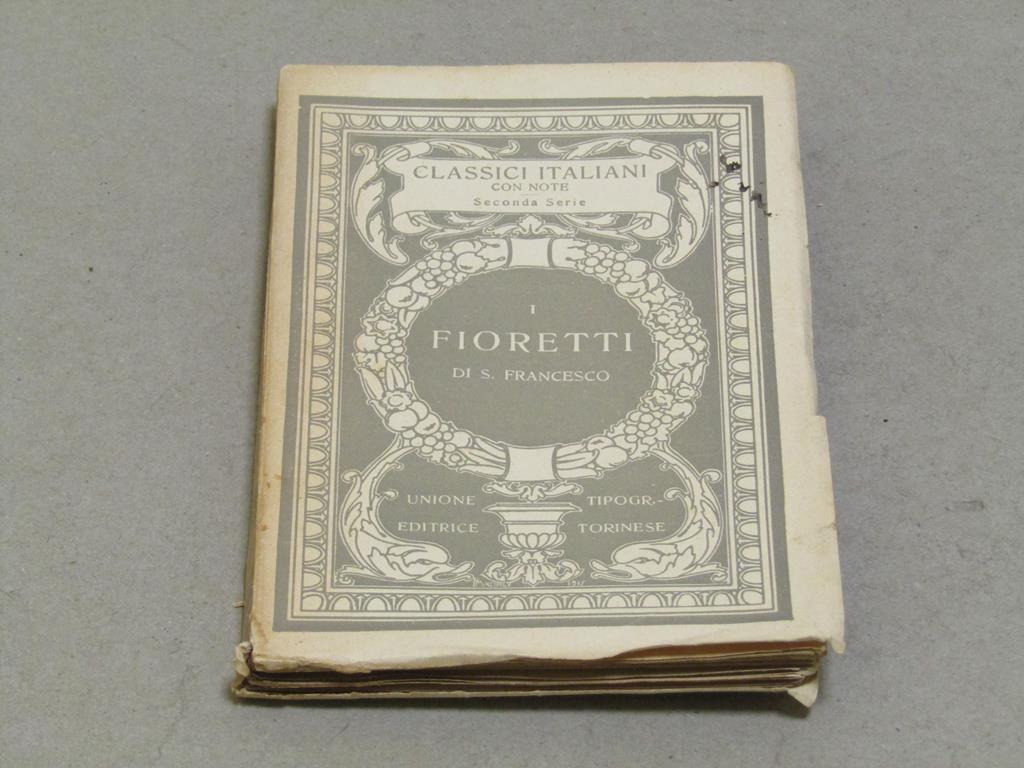 CLASSICI ITALIANI
CON NOTE
Seconda Serie
I
FIORETTI
DI S. FRANCESCO
UNIONE TIPOGR.-
EDITRICE TORINESE